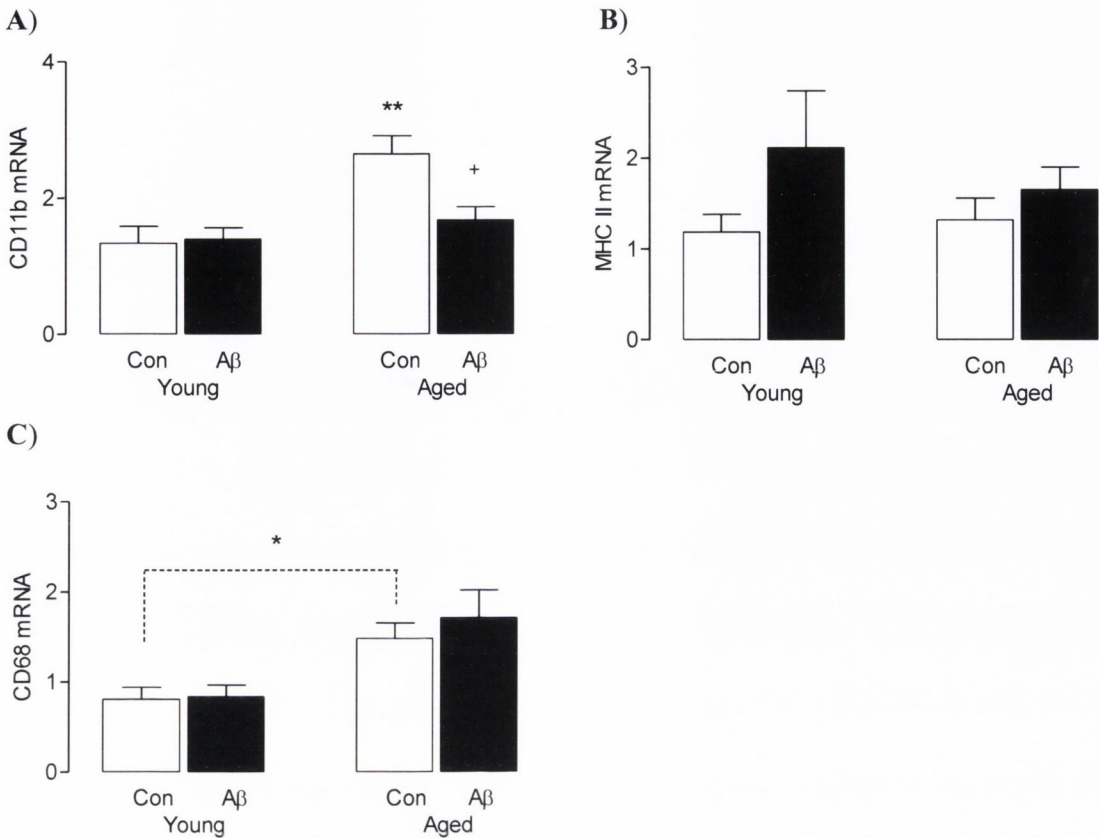 A)
CD11b mRNA
4
2
0
**
+
Con Aβ Con Aβ
Young Aged
B)
MHC II mRNA
3
2
1
0
Con Aβ Con Aβ
Young Aged
C)
CD68 mRNA
3
2
1
0
*
Con Aβ Con Aβ
Young Aged